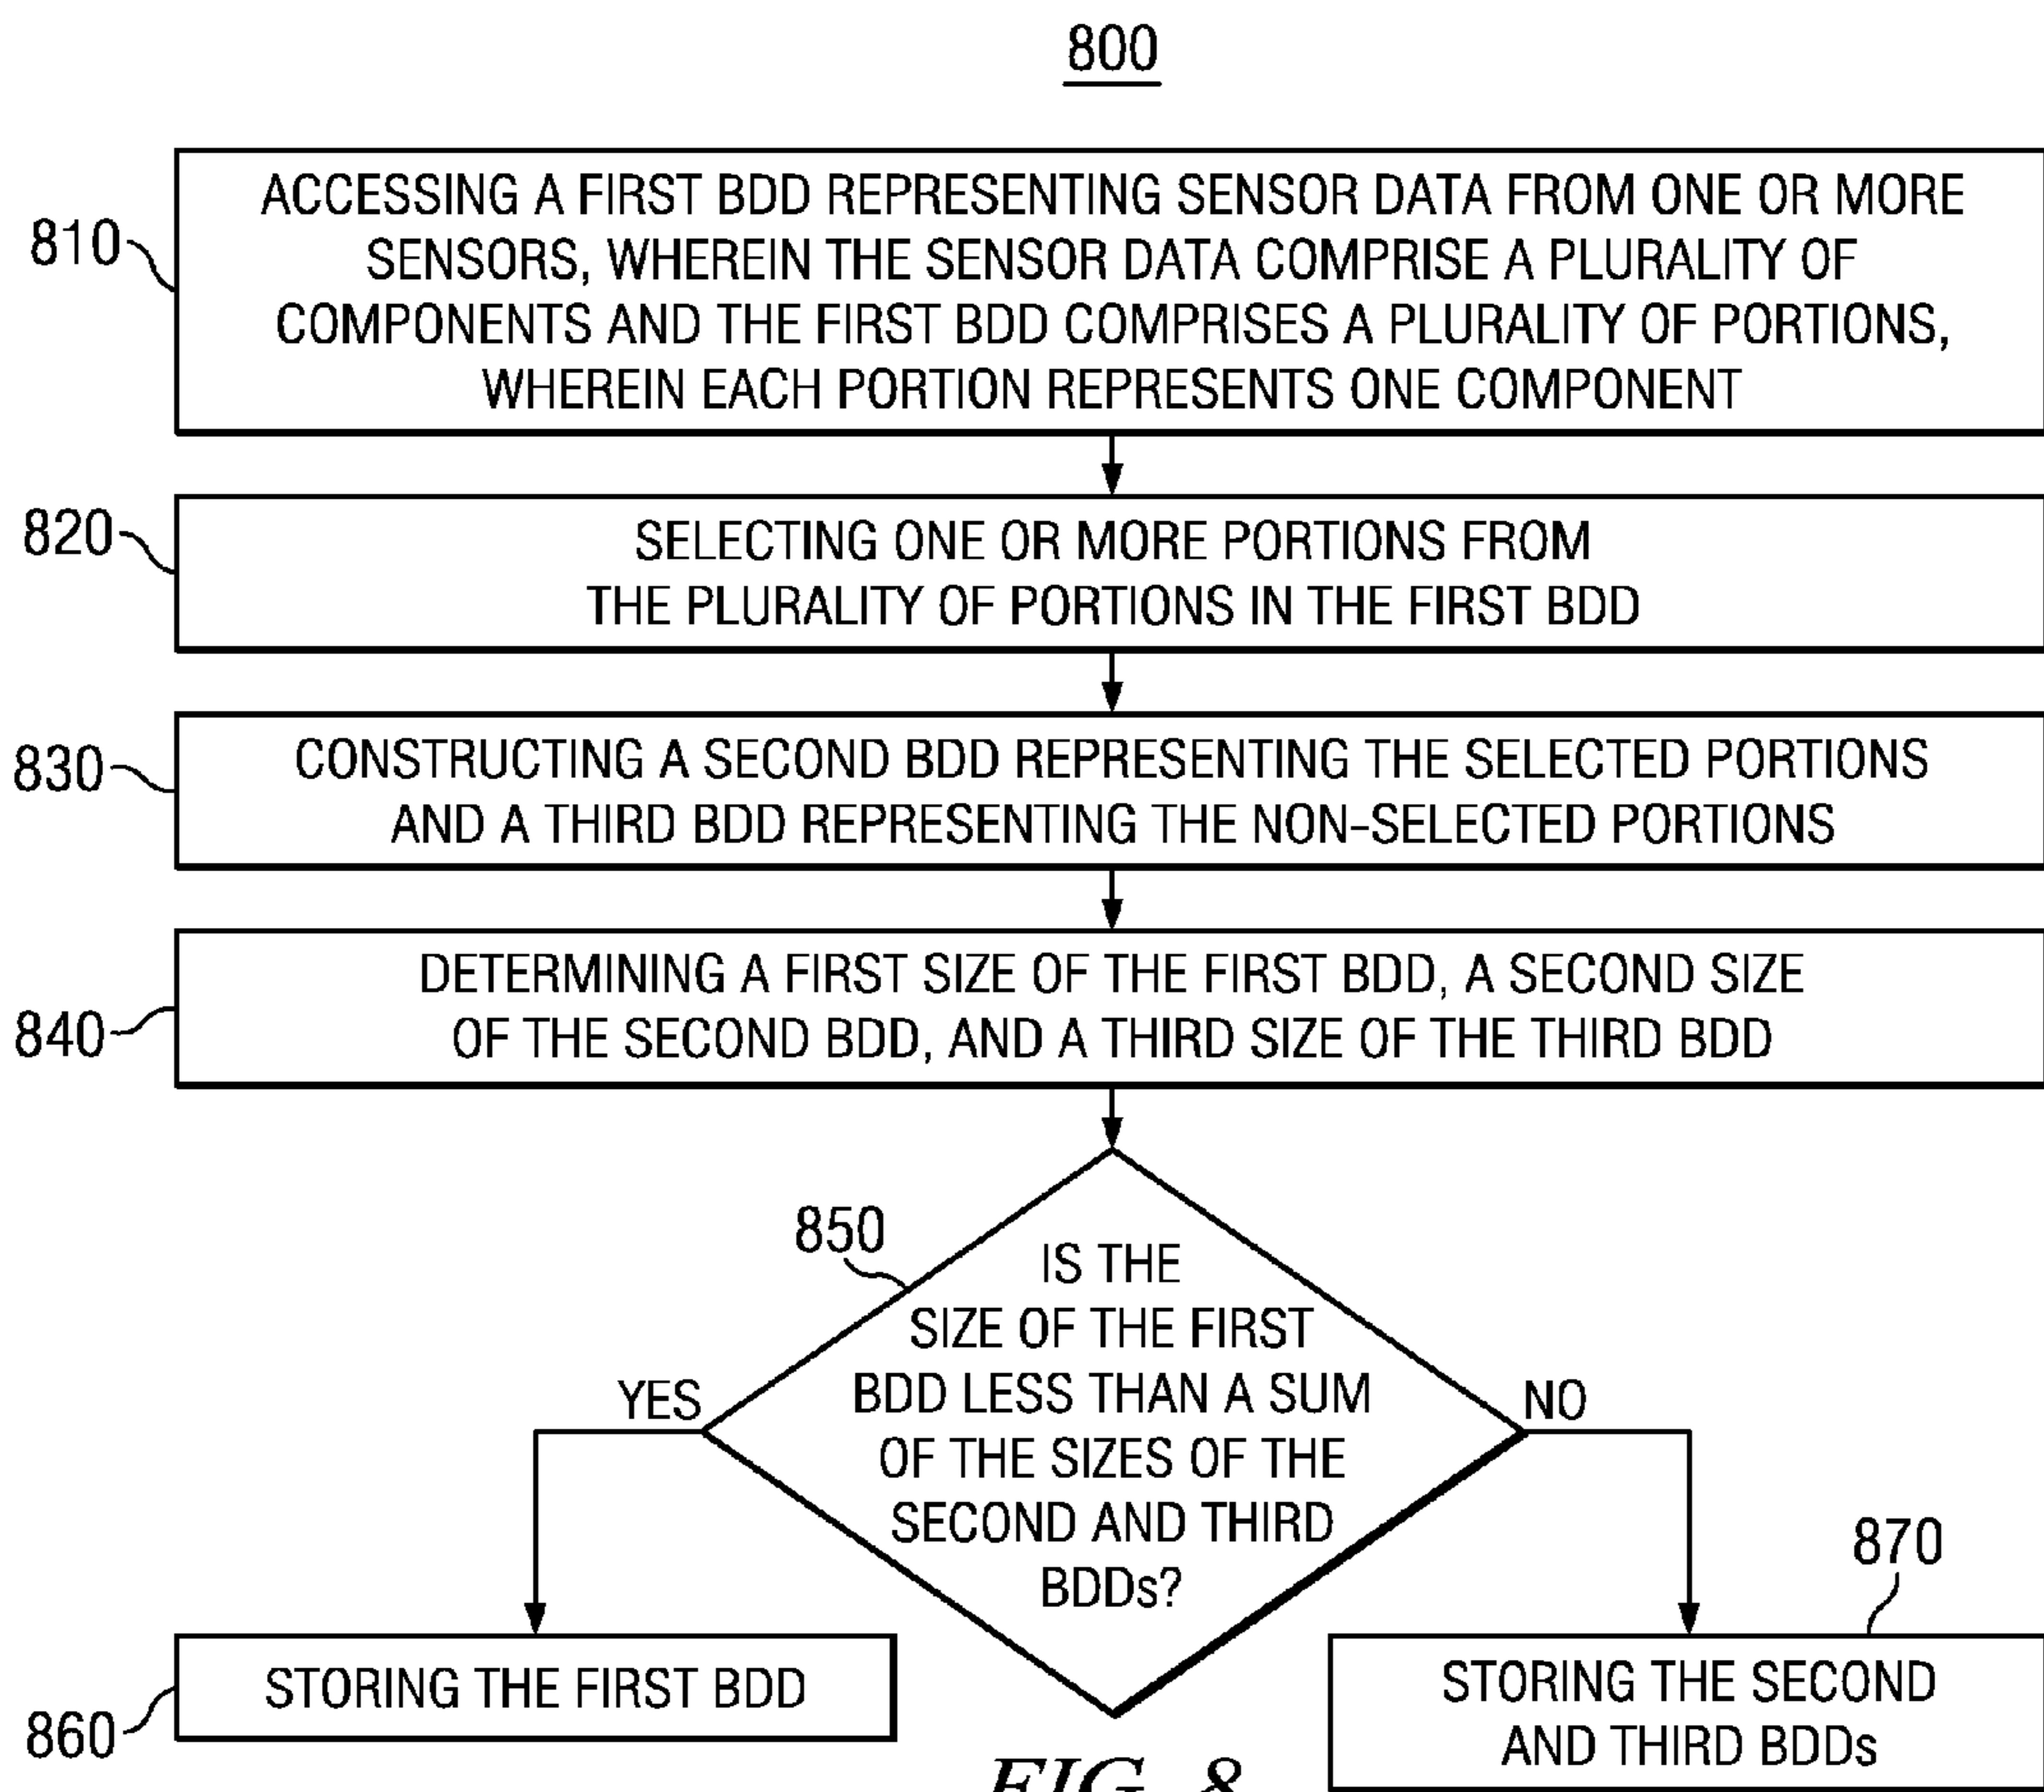 800
810
ACCESSING A FIRST BDD REPRESENTING SENSOR DATA FROM ONE OR MORE
SENSORS, WHEREIN THE SENSOR DATA COMPRISE A PLURALITY OF
COMPONENTS AND THE FIRST BDD COMPRISES A PLURALITY OF PORTIONS,
WHEREIN EACH PORTION REPRESENTS ONE COMPONENT
820
SELECTING ONE OR MORE PORTIONS FROM
THE PLURALITY OF PORTIONS IN THE FIRST BDD
830
CONSTRUCTING A SECOND BDD REPRESENTING THE SELECTED PORTIONS
AND A THIRD BDD REPRESENTING THE NON-SELECTED PORTIONS
840
DETERMINING A FIRST SIZE OF THE FIRST BDD, A SECOND SIZE
OF THE SECOND BDD, AND A THIRD SIZE OF THE THIRD BDD
850
IS THE
SIZE OF THE FIRST
BDD LESS THAN A SUM
OF THE SIZES OF THE
SECOND AND THIRD
BDDs?
YES
NO
860
STORING THE FIRST BDD
870
STORING THE SECOND
AND THIRD BDDs
FIG. 8